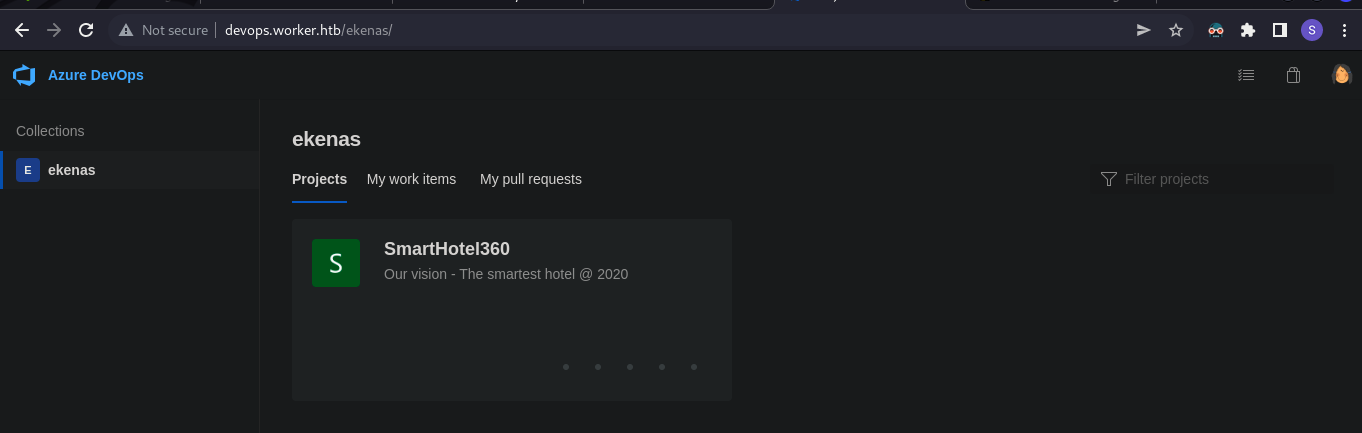 Not secure devops.worker.htb/ekenas/
S
Azure DevOps
Collections
E ekenas
ekenas
Projects My work items My pull requests
Filter projects
S SmartHotel360
Our vision - The smartest hotel @ 2020